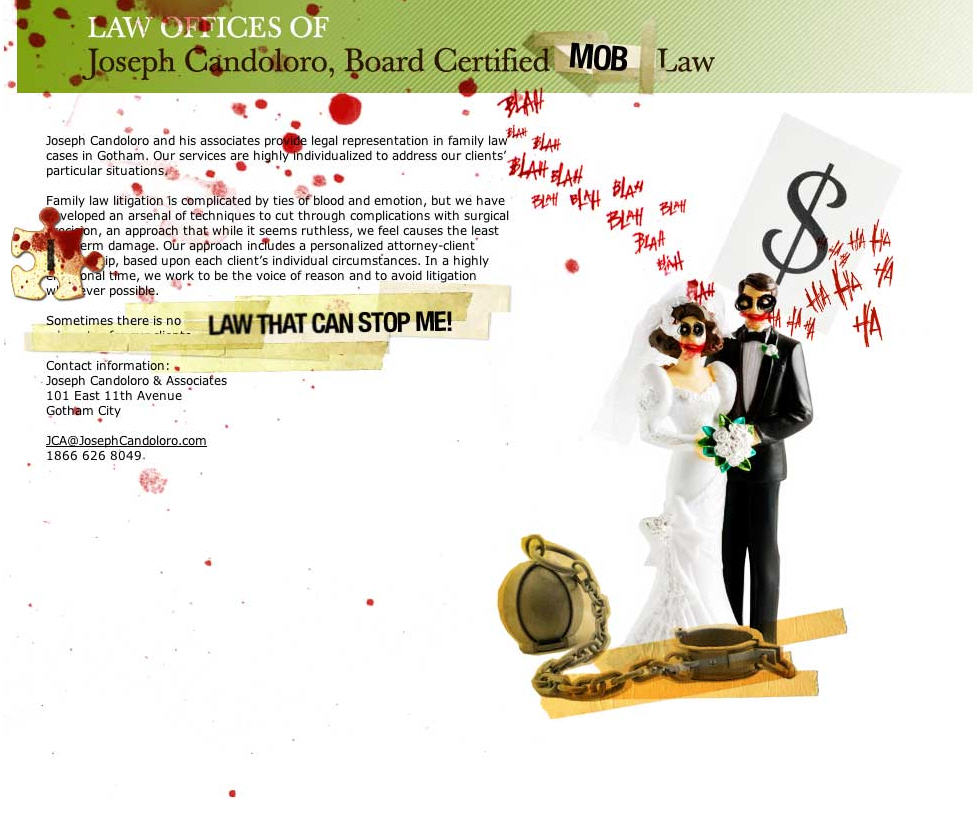 LAW OFFICES OF
Joseph Candoloro, Board Certified MOB Law
Joseph Candoloro and his associates provide legal representation in family law
cases in Gotham. Our services are highly individualized to address our clients'
particular situations.
Family law litigation is complicated by ties of blood and emotion, but we have
developed an arsenal of techniques to cut through complications with surgical
precision, an approach that while it seems ruthless, we feel causes the least
damage. Our approach includes a personalized attorney-client
based upon each client's individual circumstances. In a highly
emotional time, we work to be the voice of reason and to avoid litigation
possible.
Sometimes there is no
LAW THAT CAN STOP ME!
Contact information:
Joseph Candoloro & Associates
101 East 11th Avenue
Gotham City
JCA@JosephCandoloro.com
1866 626 8049
BLAH
BLAH
BLAH
BLAH BLAH
BLAH BLAH BLAH
BLAH BLAH
BLAH
BLAH
BLAH
$
HA HA
HA
HA HA
HA HA HA
HA